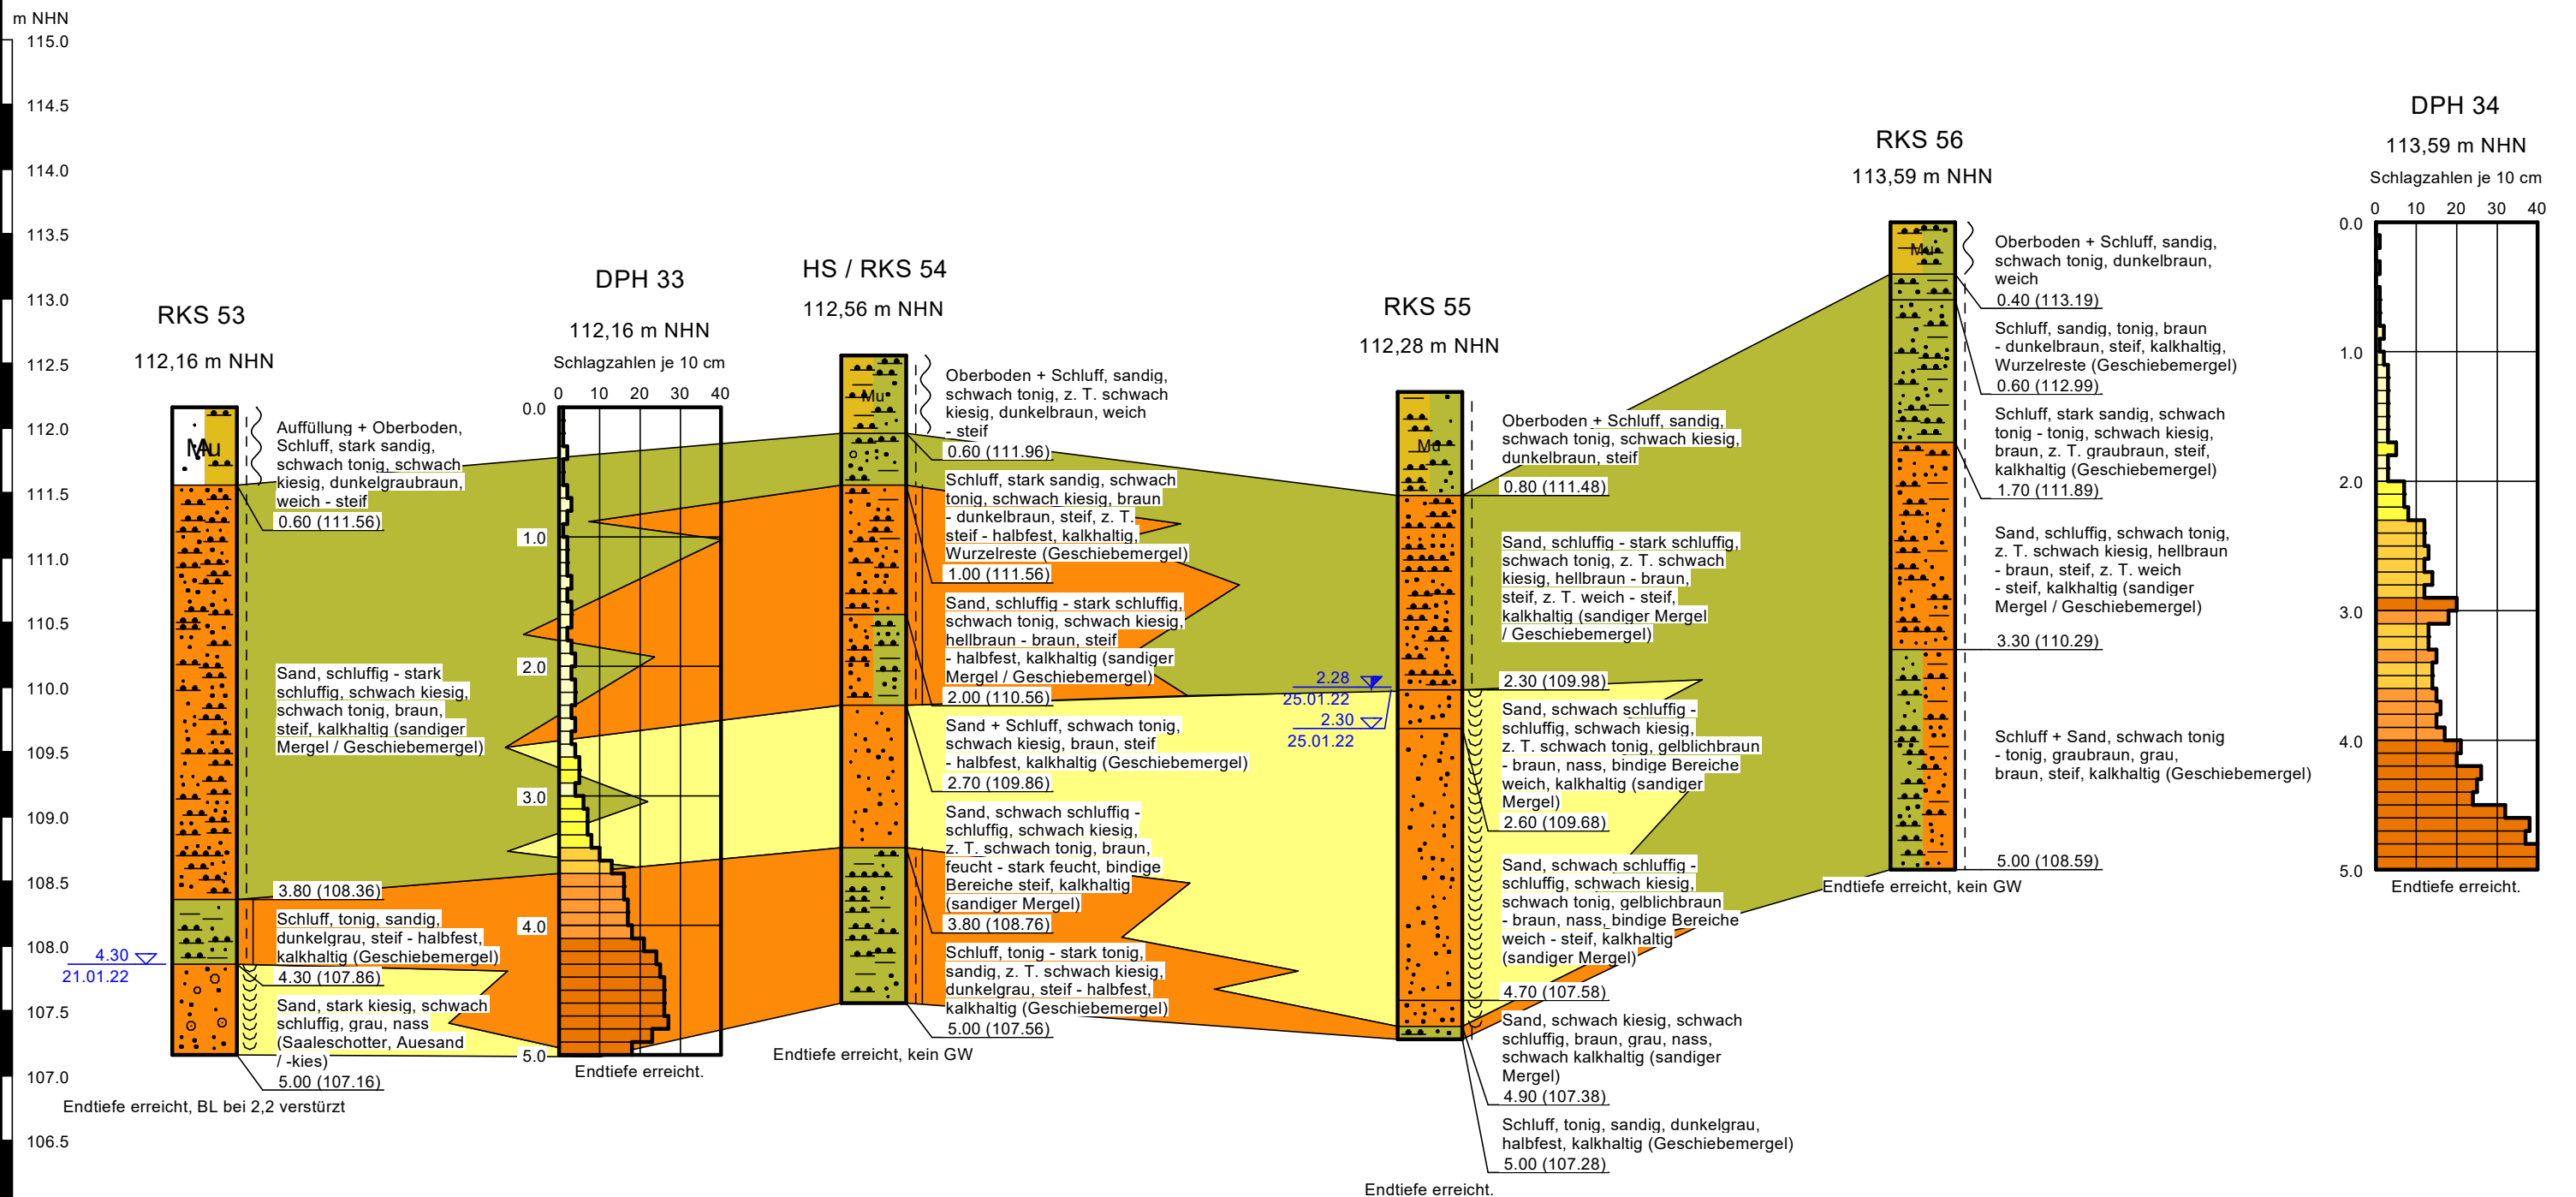 m NHN
115.0
114.5
114.0
113.5
113.0
112.5
112.0
111.5
111.0
110.5
110.0
109.5
109.0
108.5
108.0
107.5
107.0
106.5
RKS 53
112,16 m NHN
Mu
A
Auffüllung + Oberboden,
Schluff, stark sandig,
schwach tonig, schwach
kiesig, dunkelgraubraun,
weich - steif
0.60 (111.56)
Sand, schluffig - stark
schluffig, schwach kiesig,
schwach tonig, braun,
steif, kalkhaltig (sandiger
Mergel / Geschiebemergel)
3.80 (108.36)
Schluff, tonig, sandig,
dunkelgrau, steif - halbfest,
kalkhaltig (Geschiebemergel)
4.30 (107.86)
Sand, stark kiesig, schwach
schluffig, grau, nass
(Saaleschotter, Auesand
/ -kies)
5.00 (107.16)
4.30
21.01.22
Endtiefe erreicht, BL bei 2,2 verstürzt
DPH 33
112,16 m NHN
Schlagzahlen je 10 cm
0 10 20 30 40
0.0
1.0
2.0
3.0
4.0
5.0
Endtiefe erreicht.
HS / RKS 54
112,56 m NHN
Mu
Oberboden + Schluff, sandig,
schwach tonig, z. T. schwach
kiesig, dunkelbraun, weich
- steif
0.60 (111.96)
Schluff, stark sandig, schwach
tonig, schwach kiesig, braun
- dunkelbraun, steif, z. T.
steif - halbfest, kalkhaltig,
Wurzelreste (Geschiebemergel)
1.00 (111.56)
Sand, schluffig - stark schluffig,
schwach tonig, schwach kiesig,
hellbraun - braun, steif
- halbfest, kalkhaltig (sandiger
Mergel / Geschiebemergel)
2.00 (110.56)
Sand + Schluff, schwach tonig,
schwach kiesig, braun, steif
- halbfest, kalkhaltig (Geschiebemergel)
2.70 (109.86)
Sand, schwach schluffig -
schluffig, schwach kiesig,
z. T. schwach tonig, braun,
feucht - stark feucht, bindige
Bereiche steif, kalkhaltig
(sandiger Mergel)
3.80 (108.76)
Schluff, tonig - stark tonig,
sandig, z. T. schwach kiesig,
dunkelgrau, steif - halbfest,
kalkhaltig (Geschiebemergel)
5.00 (107.56)
Endtiefe erreicht, kein GW
RKS 55
112,28 m NHN
Mu
Oberboden + Schluff, sandig,
schwach tonig, schwach kiesig,
dunkelbraun, steif
0.80 (111.48)
Sand, schluffig - stark schluffig,
schwach tonig, z. T. schwach
kiesig, hellbraun - braun,
steif, z. T. weich - steif,
kalkhaltig (sandiger Mergel
/ Geschiebemergel)
2.30 (109.98)
2.28
25.01.22
2.30
25.01.22
Sand, schwach schluffig -
schluffig, schwach kiesig,
z. T. schwach tonig, gelblichbraun
- braun, nass, bindige Bereiche
weich, kalkhaltig (sandiger
Mergel)
2.60 (109.68)
Sand, schwach schluffig -
schluffig, schwach kiesig,
schwach tonig, gelblichbraun
- braun, nass, bindige Bereiche
weich - steif, kalkhaltig
(sandiger Mergel)
4.70 (107.58)
Sand, schwach kiesig, schwach
schluffig, braun, grau, nass,
schwach kalkhaltig (sandiger
Mergel)
4.90 (107.38)
Schluff, tonig, sandig, dunkelgrau,
halbfest, kalkhaltig (Geschiebemergel)
5.00 (107.28)
Endtiefe erreicht.
RKS 56
113,59 m NHN
Mu
Oberboden + Schluff, sandig,
schwach tonig, dunkelbraun,
weich
0.40 (113.19)
Schluff, sandig, tonig, braun
- dunkelbraun, steif, kalkhaltig,
Wurzelreste (Geschiebemergel)
0.60 (112.99)
Schluff, stark sandig, schwach
tonig - tonig, schwach kiesig,
braun, z. T. graubraun, steif,
kalkhaltig (Geschiebemergel)
1.70 (111.89)
Sand, schluffig, schwach tonig,
z. T. schwach kiesig, hellbraun
- braun, steif, z. T. weich
- steif, kalkhaltig (sandiger
Mergel / Geschiebemergel)
3.30 (110.29)
Schluff + Sand, schwach tonig
- tonig, graubraun, grau,
braun, steif, kalkhaltig (Geschiebemergel)
5.00 (108.59)
Endtiefe erreicht, kein GW
DPH 34
113,59 m NHN
Schlagzahlen je 10 cm
0 10 20 30 40
0.0
1.0
2.0
3.0
4.0
5.0
Endtiefe erreicht.